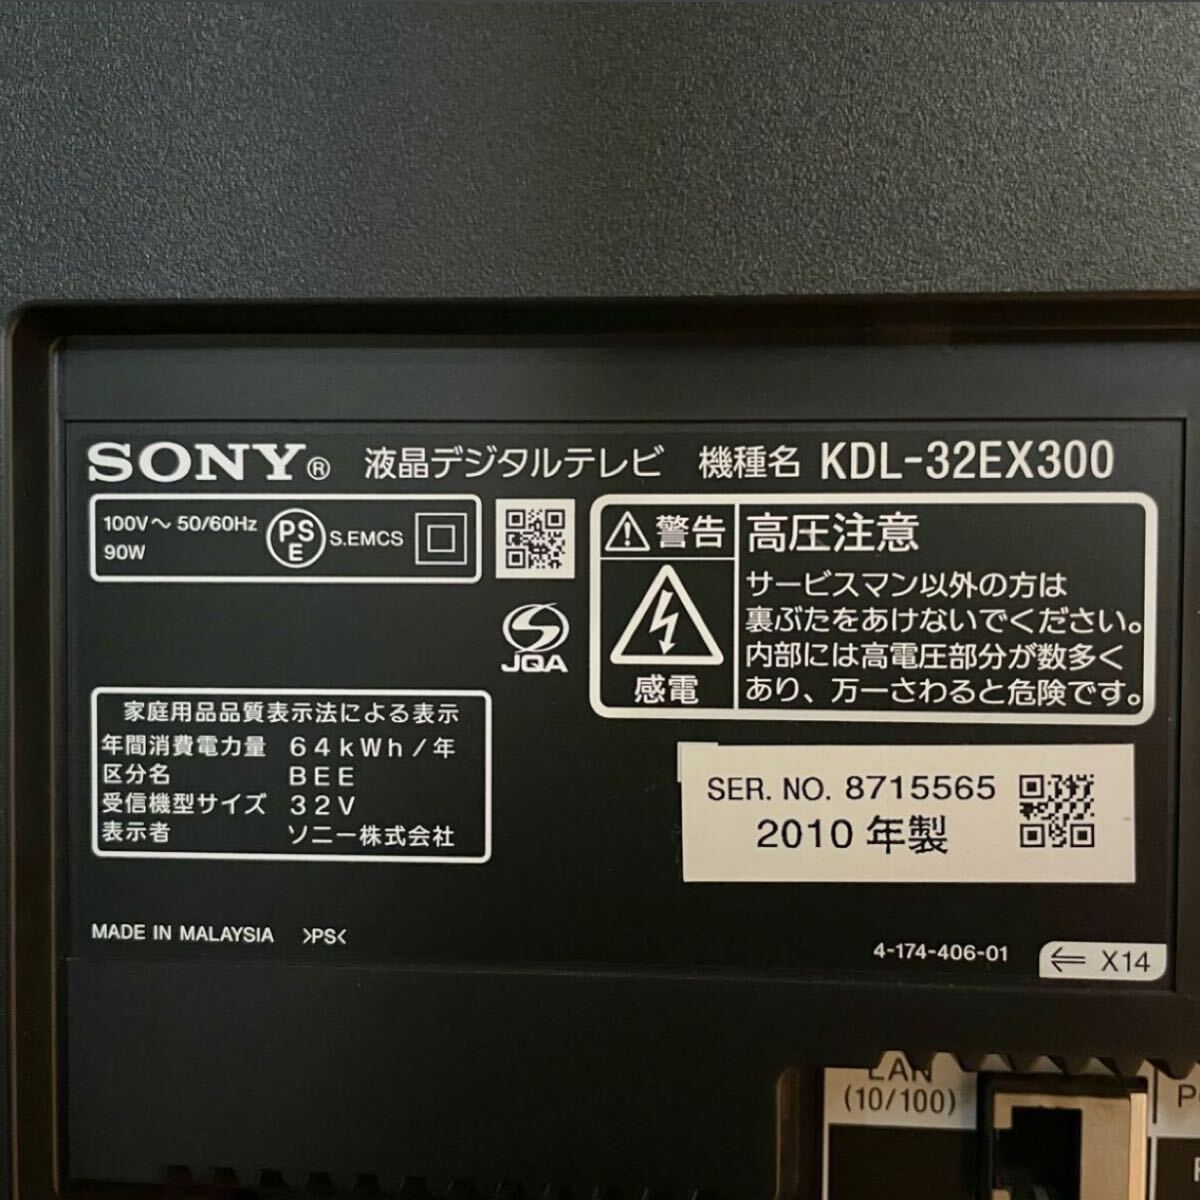 SONY® 液晶デジタルテレビ 機種名 KDL-32EX300
100V～ 50/60Hz
90W
PS
E
S.EMCS
JQA
警告
感電
高圧注意
サービスマン以外の方は
裏ぶたをあけないでください。
内部には高電圧部分が数多く
あり、万一さわると危険です。
家庭用品品質表示法による表示
年間消費電力量 64kWh/年
区分名 BEE
受信機型サイズ 32V
表示者 ソニー株式会社
SER. NO. 8715565
2010 年製
MADE IN MALAYSIA >PS<
4-174-406-01
⇐ X14
LAN
(10/100)